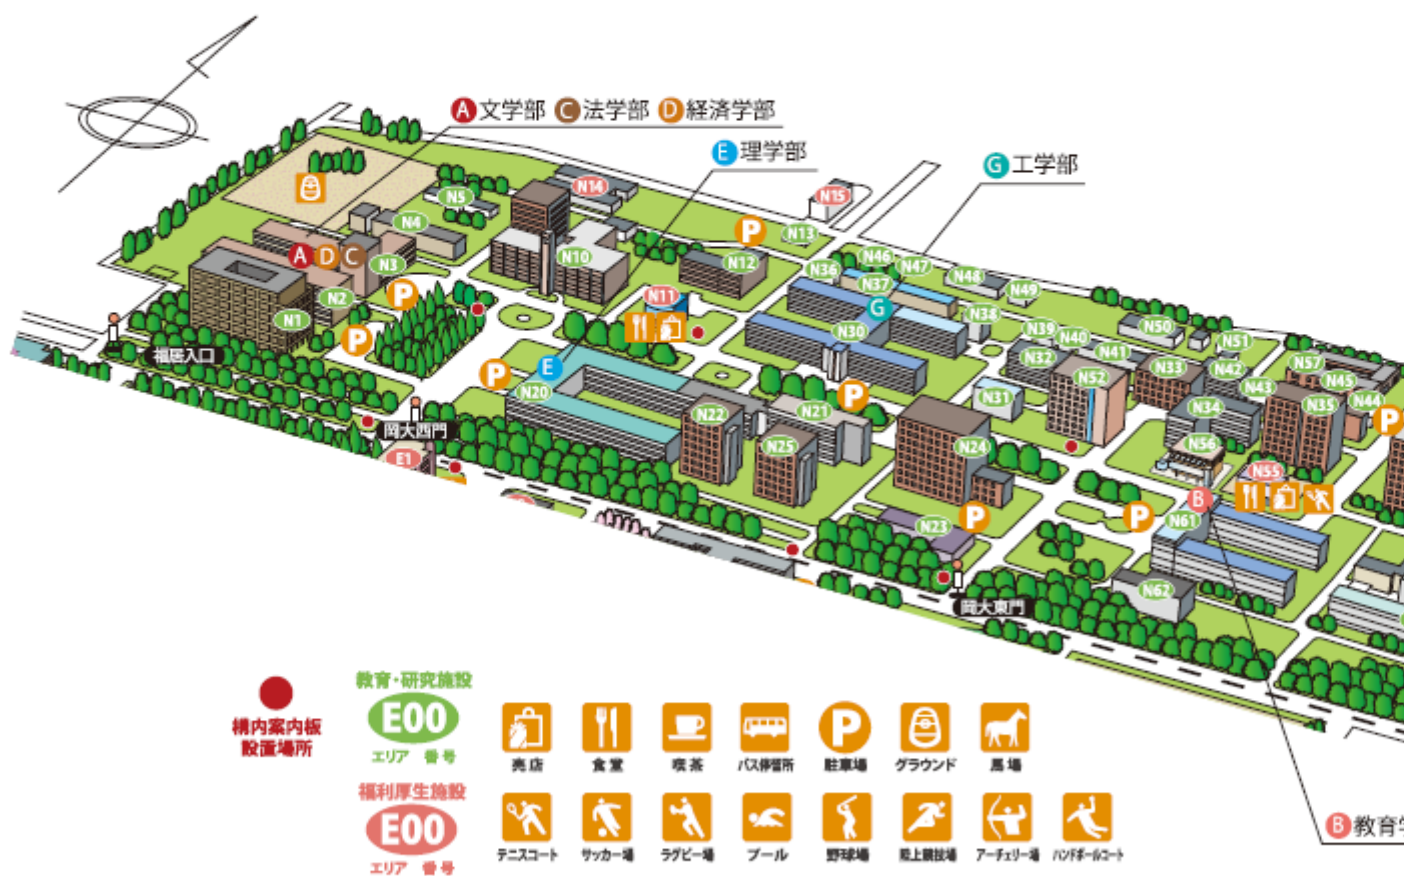 A 文学部 C 法学部 D 経済学部
E 理学部
G 工学部
N14
N15
N5
N4
N13
N10
N46
N47
N12
N36
N48
N3
A D C
N37
N49
N2
N11
G
N38
N1
N30
N39
N50
N40
N51
福居入口
N32
N41
N57
E
N33
N42
N45
N20
N52
N43
N44
N31
N35
N22
N21
N34
岡大西門
N25
N24
N56
E1
N55
B
N23
N61
N62
岡大東門
P
P
P
P
P
P
P
P
構内案内板
設置場所
教育・研究施設
E00
エリア 番号
福利厚生施設
E00
エリア 番号
売店 食堂 喫茶 バス停留所 駐車場 グラウンド 馬場
P
テニスコート サッカー場 ラグビー場 プール 野球場 陸上競技場 アーチェリー場 ハンドボールコート
B 教育